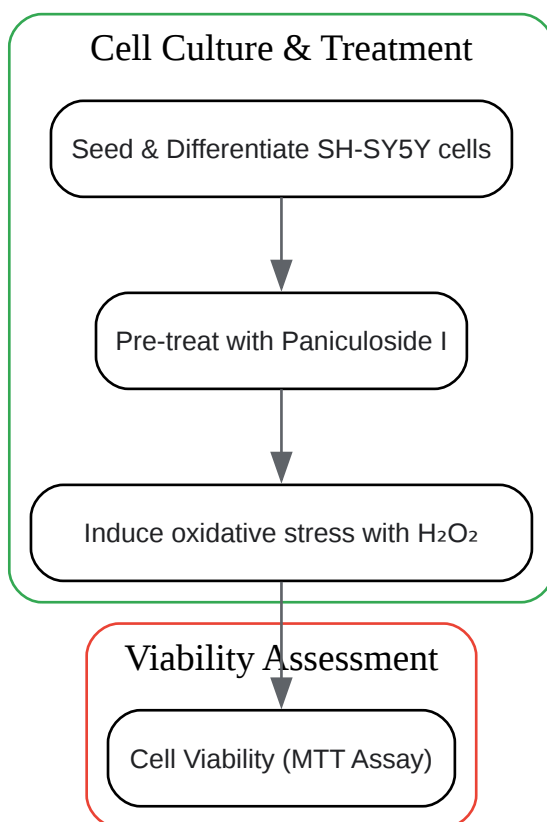 Cell Culture & Treatment
Seed & Differentiate SH-SY5Y cells
Pre-treat with Paniculoside I
Induce oxidative stress with H₂O₂
Viability Assessment
Cell Viability (MTT Assay)